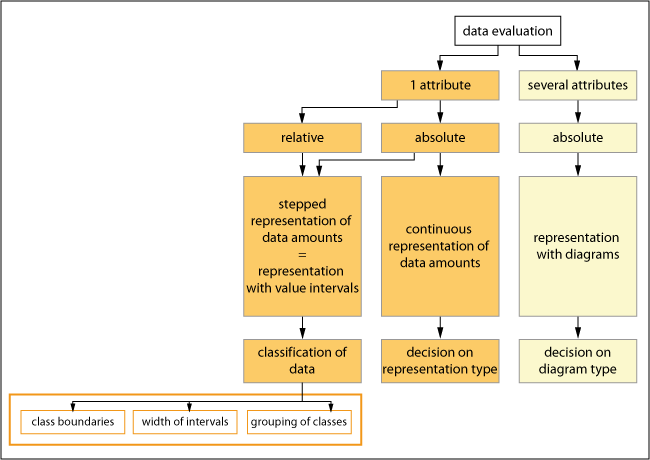 data evaluation
1 attribute
several attributes
relative
absolute
absolute
stepped
representation of
data amounts
=
representation
with value intervals
continuous
representation of
data amounts
representation
with diagrams
classification of
data
decision on
representation type
decision on
diagram type
class boundaries
width of intervals
grouping of classes